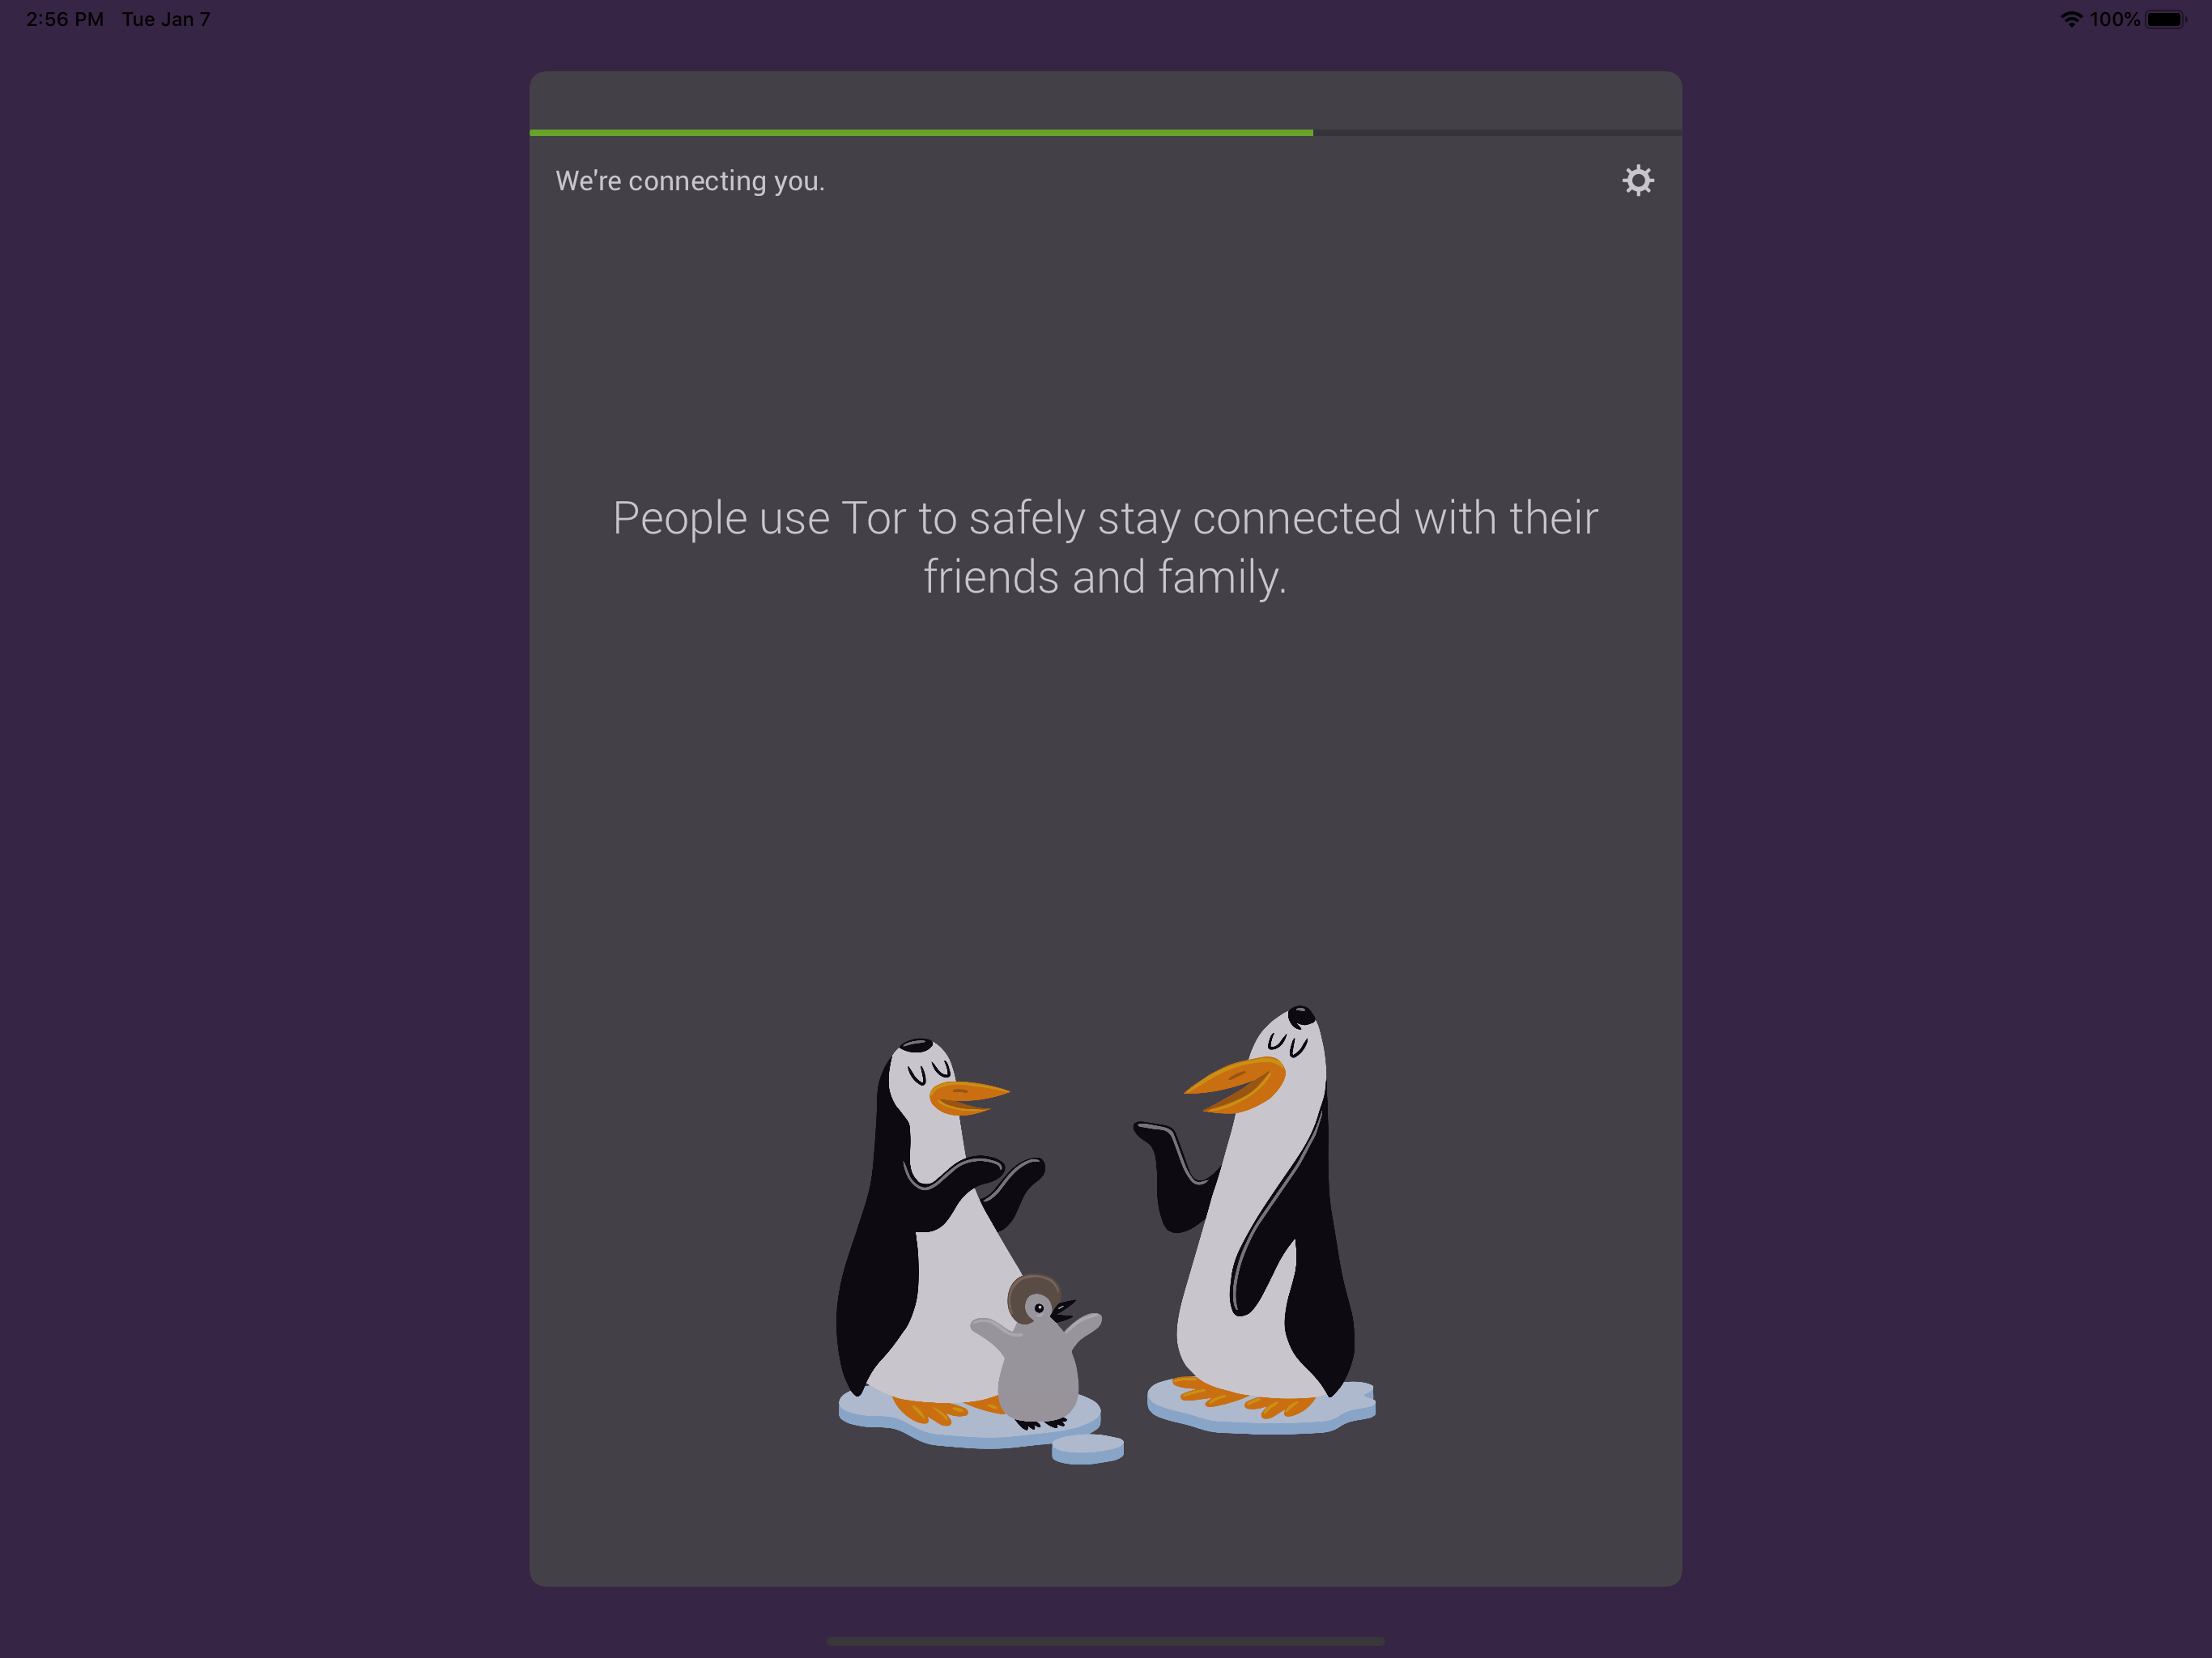 2:56 PM Tue Jan 7 100%
We're connecting you.
People use Tor to safely stay connected with their
friends and family.